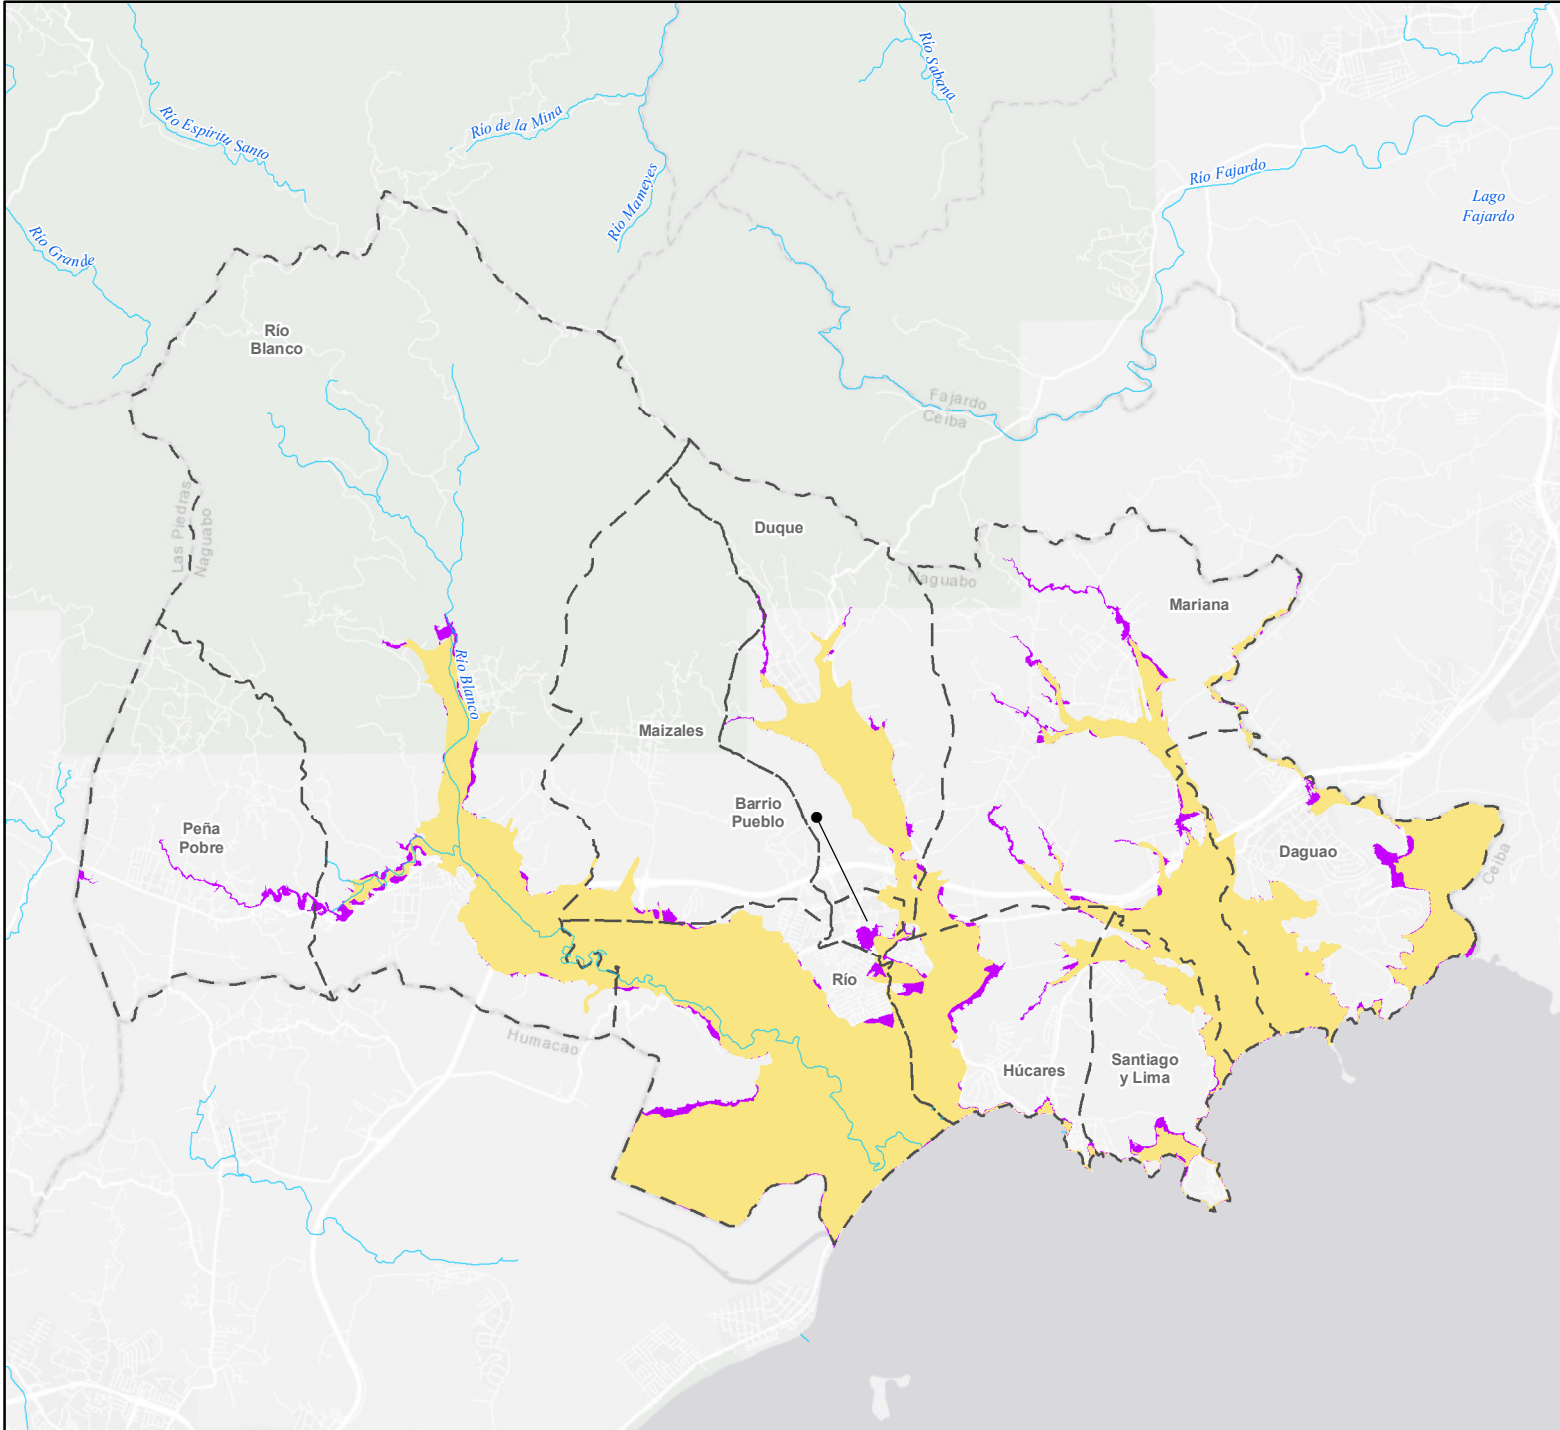 Río Sabana
Río Espíritu Santo
Río de la Mina
Río Mameyes
Río Fajardo
Lago
Fajardo
Río Grande
Río
Blanco
Fajardo
Ceiba
Las Piedras
Naguabo
Duque
Naguabo
Mariana
Río Blanco
Maizales
Barrio
Pueblo
Peña
Pobre
Daguao
Ceiba
Río
Humacao
Húcares
Santiago
y Lima